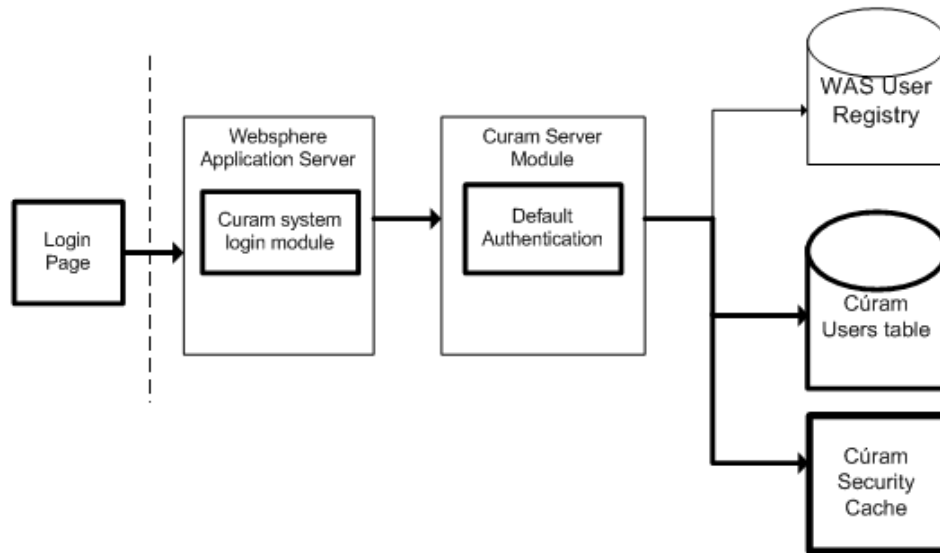 Login
Page
Websphere
Application Server
Curam system
login module
Curam Server
Module
Default
Authentication
WAS User
Registry
Cúram
Users table
Cúram
Security
Cache